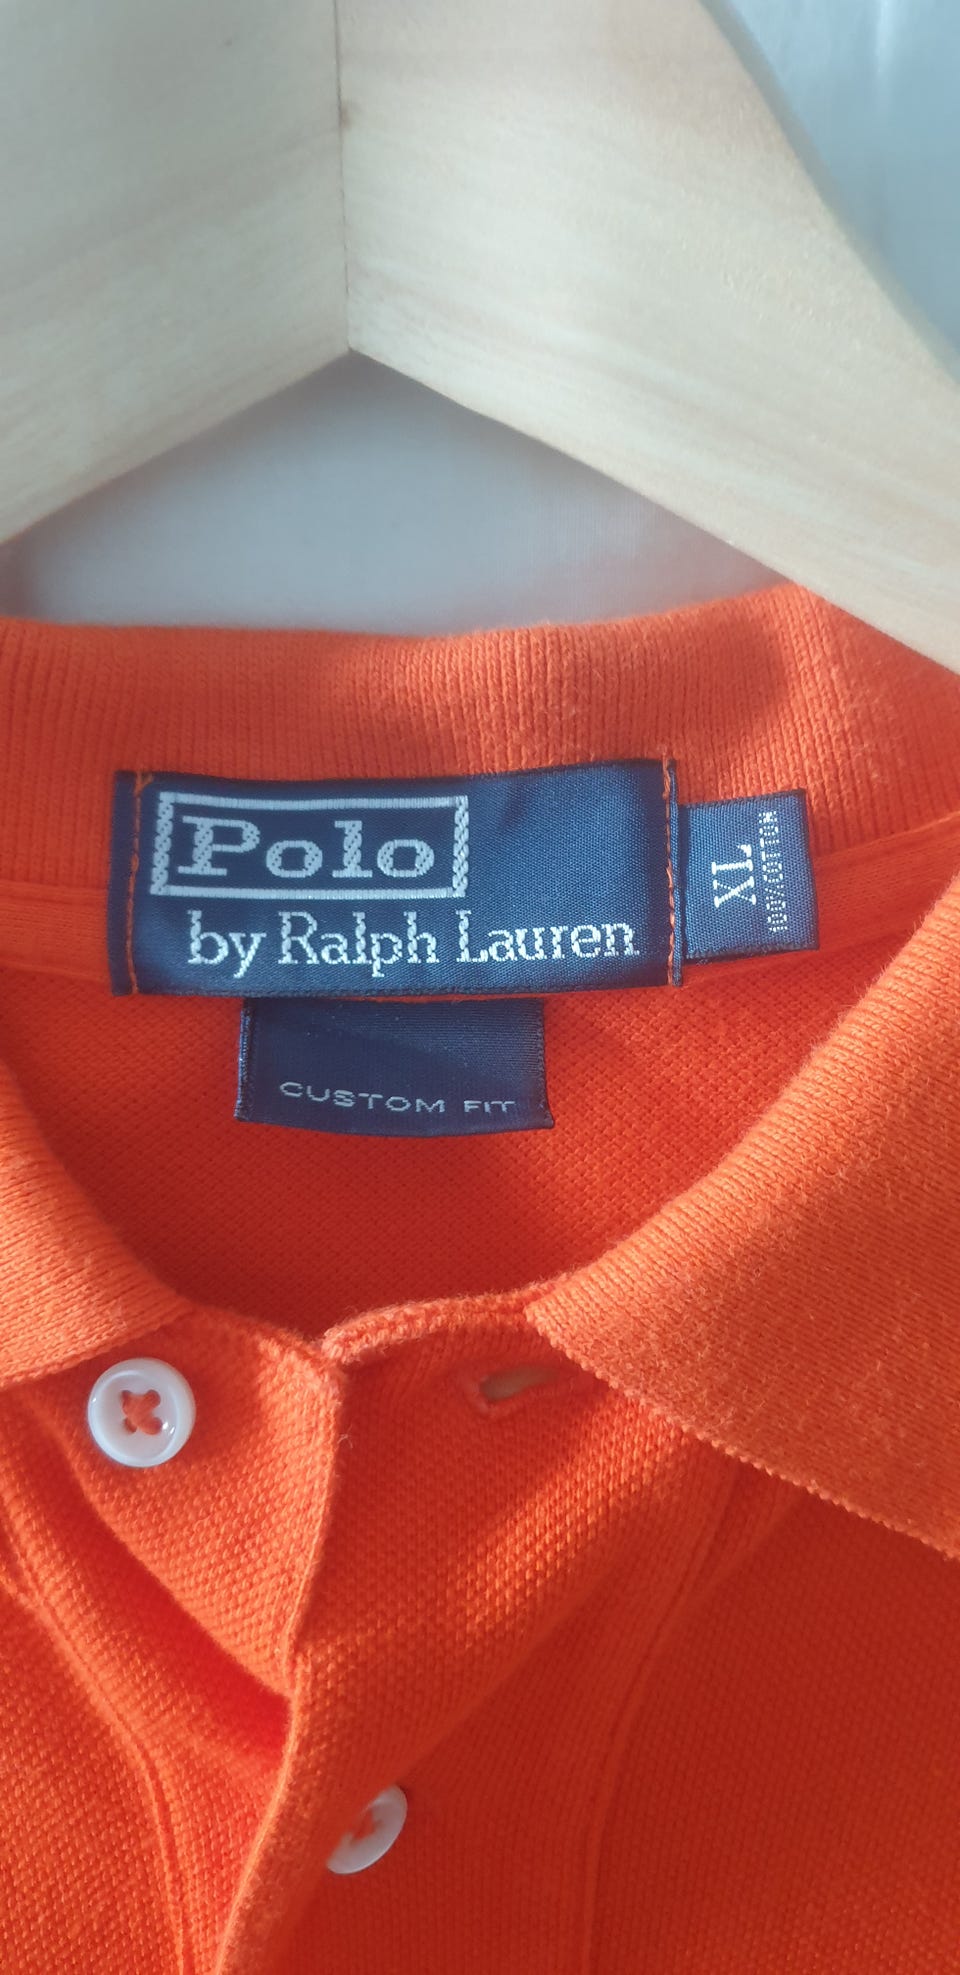 Polo
by Ralph Lauren
XL
100% COTTON
CUSTOM FIT